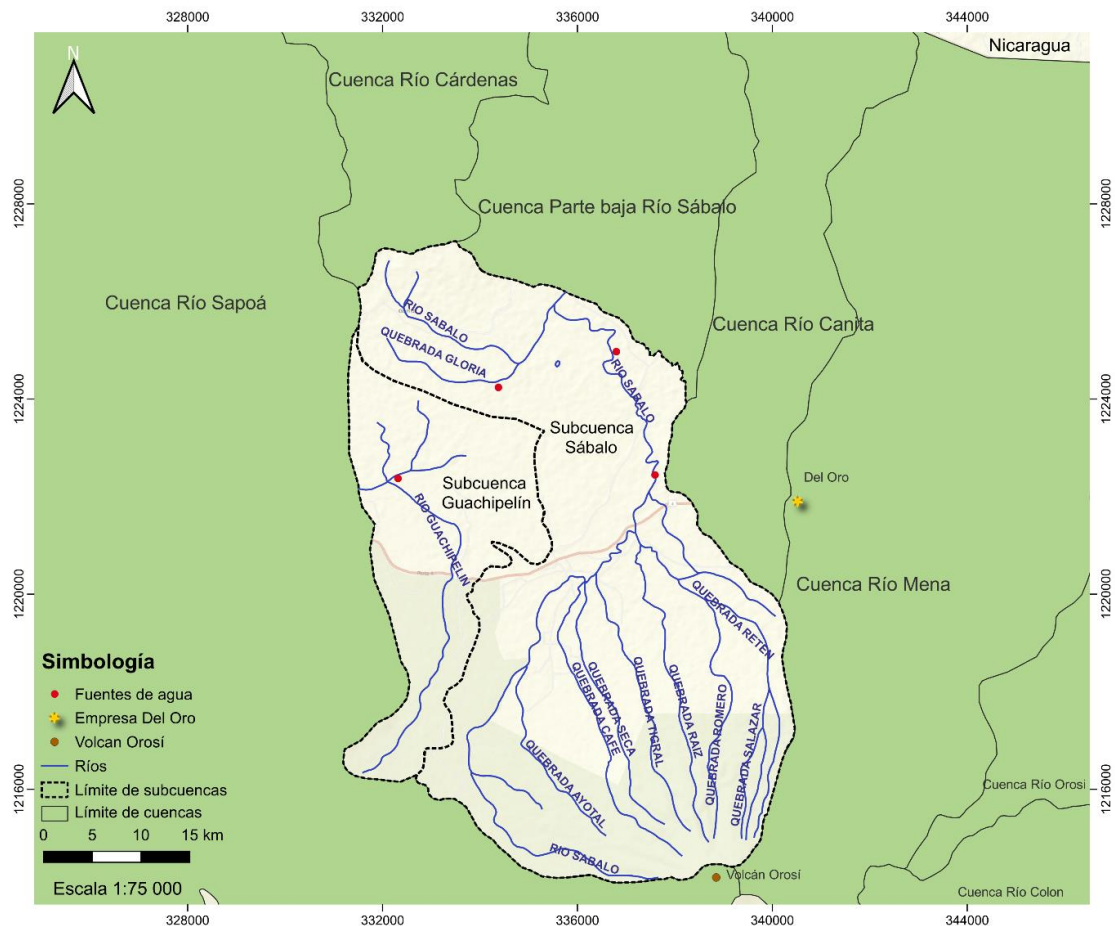 328000
332000
336000
340000
344000
Nicaragua
N
Cuenca Río Cárdenas
1228000
1228000
Cuenca Parte baja Río Sábalo
Cuenca Río Sapoá
RIO SABALO
Cuenca Río Canita
QUEBRADA GLORIA
RIO SABALO
1224000
1224000
Subcuenca
Sábalo
Del Oro
Subcuenca
Guachipelín
RIO GUACHIPELIN
1220000
1220000
Cuenca Río Mena
QUEBRADA RETEN
Simbología
Fuentes de agua
Empresa Del Oro
Volcan Orosí
Ríos
Límite de subcuencas
Límite de cuencas
0
5
10
15 km
Escala 1:75 000
QUEBRADA CAFE
QUEBRADA SECA
QUEBRADA TIGRAL
QUEBRADA RAIZ
QUEBRADA ROMERO
QUEBRADA SALAZAR
QUEBRADA AYOTAL
1216000
1216000
Cuenca Río Orosi
RIO SABALO
Volcán Orosí
Cuenca Río Colon
328000
332000
336000
340000
344000